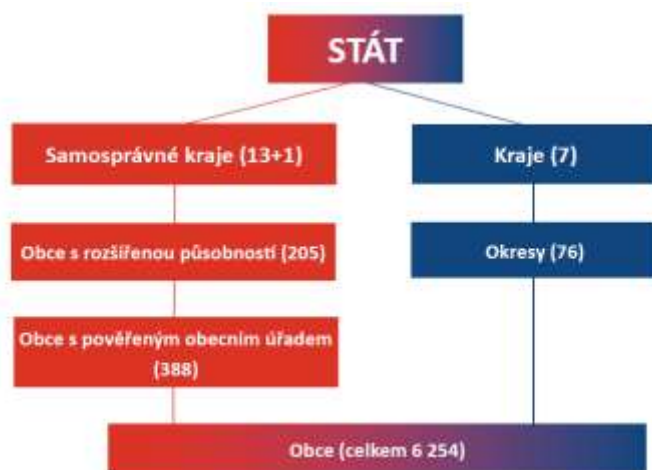 STÁT
Samosprávné kraje (13+1)
Kraje (7)
Obce s rozšířenou působností (205)
Okresy (76)
Obce s pověřeným obecním úřadem
(388)
Obce (celkem 6 254)